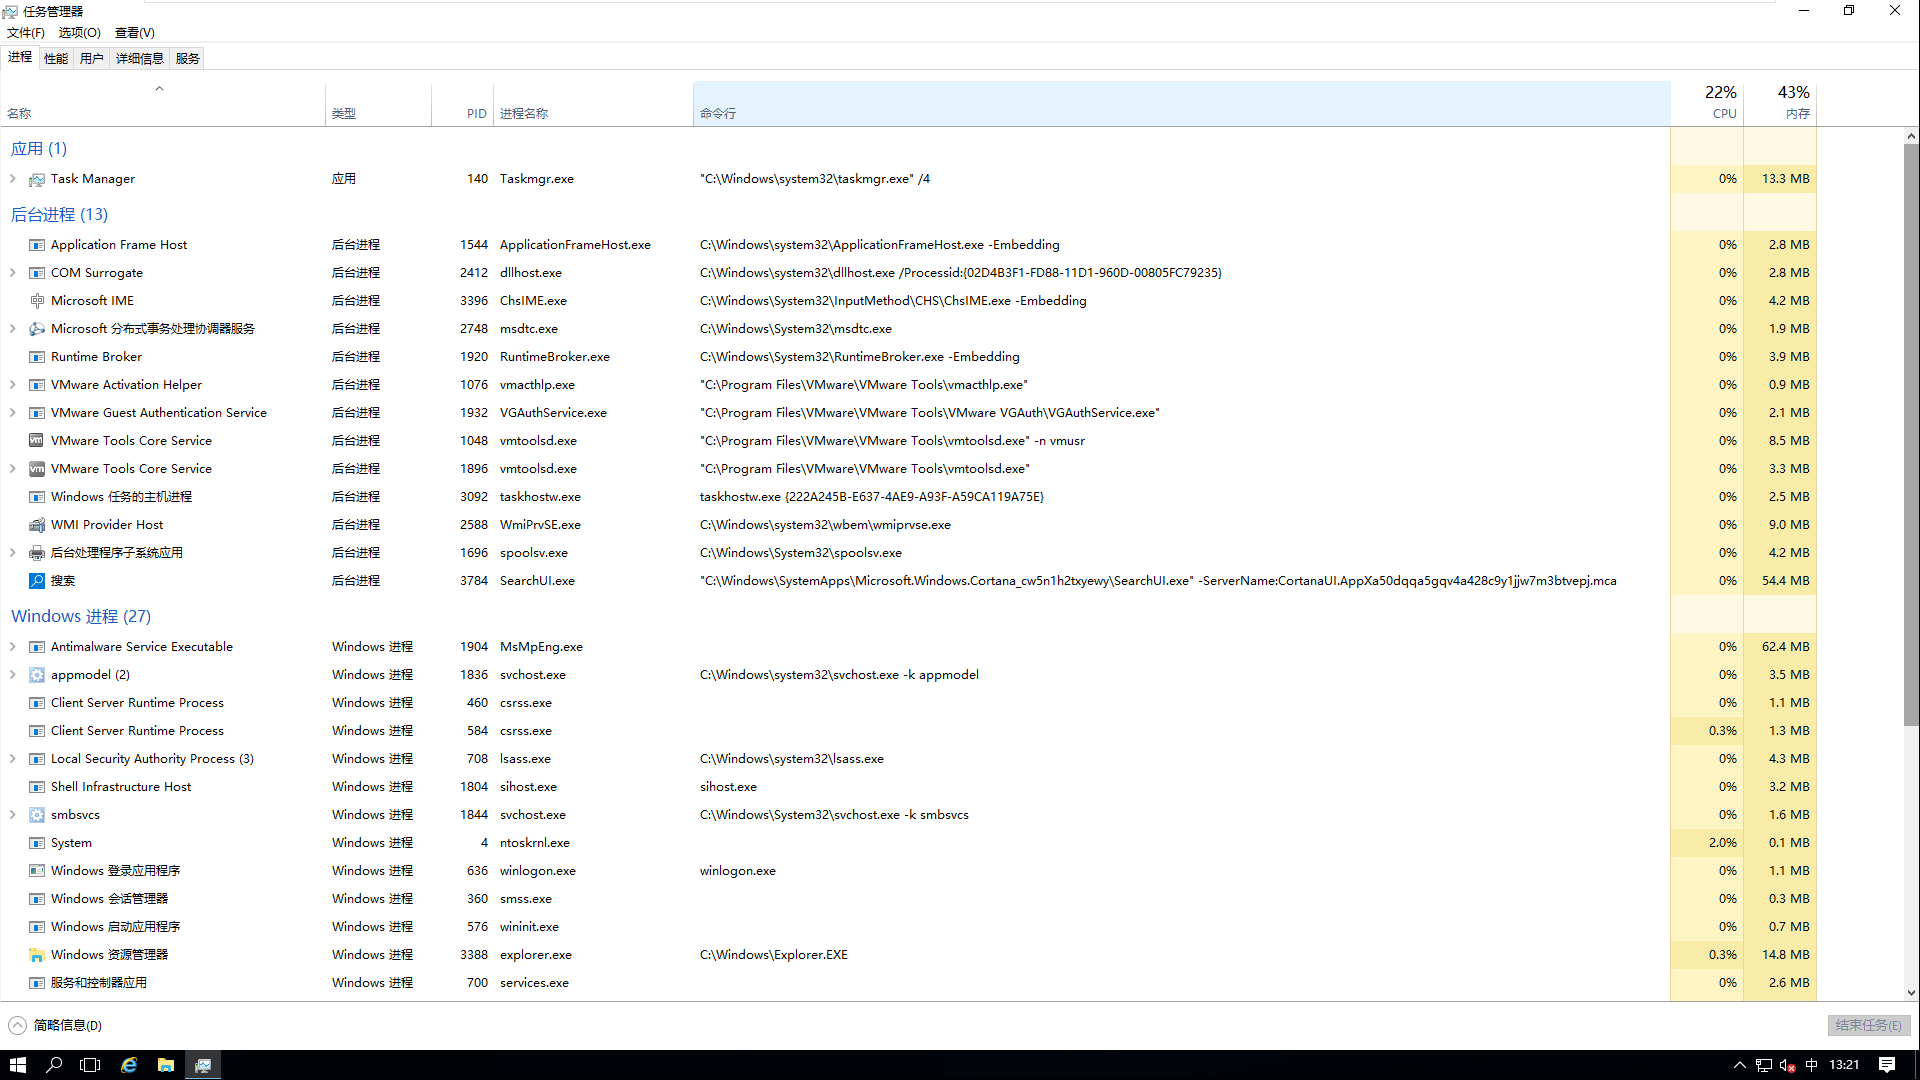 任务管理器
文件(F) 选项(O) 查看(V)
进程 性能 用户 详细信息 服务
22% 43%
名称 类型 PID 进程名称 命令行 CPU 内存
应用 (1)
Task Manager 应用 140 Taskmgr.exe "C:\Windows\system32\taskmgr.exe" /4 0% 13.3 MB
后台进程 (13)
Application Frame Host 后台进程 1544 ApplicationFrameHost.exe C:\Windows\system32\ApplicationFrameHost.exe -Embedding 0% 2.8 MB
COM Surrogate 后台进程 2412 dllhost.exe C:\Windows\system32\dllhost.exe /Processid:{02D4B3F1-FD88-11D1-960D-00805FC79235} 0% 2.8 MB
Microsoft IME 后台进程 3396 ChsIME.exe C:\Windows\System32\InputMethod\CHS\ChsIME.exe -Embedding 0% 4.2 MB
Microsoft 分布式事务处理协调器服务 后台进程 2748 msdtc.exe C:\Windows\System32\msdtc.exe 0% 1.9 MB
Runtime Broker 后台进程 1920 RuntimeBroker.exe C:\Windows\System32\RuntimeBroker.exe -Embedding 0% 3.9 MB
VMware Activation Helper 后台进程 1076 vmacthlp.exe "C:\Program Files\VMware\VMware Tools\vmacthlp.exe" 0% 0.9 MB
VMware Guest Authentication Service 后台进程 1932 VGAuthService.exe "C:\Program Files\VMware\VMware Tools\VMware VGAuth\VGAuthService.exe" 0% 2.1 MB
VMware Tools Core Service 后台进程 1048 vmtoolsd.exe "C:\Program Files\VMware\VMware Tools\vmtoolsd.exe" -n vmusr 0% 8.5 MB
VMware Tools Core Service 后台进程 1896 vmtoolsd.exe "C:\Program Files\VMware\VMware Tools\vmtoolsd.exe" 0% 3.3 MB
Windows 任务的主机进程 后台进程 3092 taskhostw.exe taskhostw.exe {222A245B-E637-4AE9-A93F-A59CA119A75E} 0% 2.5 MB
WMI Provider Host 后台进程 2588 WmiPrvSE.exe C:\Windows\system32\wbem\wmiprvse.exe 0% 9.0 MB
后台处理程序子系统应用 后台进程 1696 spoolsv.exe C:\Windows\System32\spoolsv.exe 0% 4.2 MB
搜索 后台进程 3784 SearchUI.exe "C:\Windows\SystemApps\Microsoft.Windows.Cortana_cw5n1h2txyewy\SearchUI.exe" -ServerName:CortanaUI.AppXa50dqqa5gqv4a428c9y1jjw7m3btvepj.mca 0% 54.4 MB
Windows 进程 (27)
Antimalware Service Executable Windows 进程 1904 MsMpEng.exe 0% 62.4 MB
appmodel (2) Windows 进程 1836 svchost.exe C:\Windows\system32\svchost.exe -k appmodel 0% 3.5 MB
Client Server Runtime Process Windows 进程 460 csrss.exe 0% 1.1 MB
Client Server Runtime Process Windows 进程 584 csrss.exe 0.3% 1.3 MB
Local Security Authority Process (3) Windows 进程 708 lsass.exe C:\Windows\system32\lsass.exe 0% 4.3 MB
Shell Infrastructure Host Windows 进程 1804 sihost.exe sihost.exe 0% 3.2 MB
smbsvcs Windows 进程 1844 svchost.exe C:\Windows\System32\svchost.exe -k smbsvcs 0% 1.6 MB
System Windows 进程 4 ntoskrnl.exe 2.0% 0.1 MB
Windows 登录应用程序 Windows 进程 636 winlogon.exe winlogon.exe 0% 1.1 MB
Windows 会话管理器 Windows 进程 360 smss.exe 0% 0.3 MB
Windows 启动应用程序 Windows 进程 576 wininit.exe 0% 0.7 MB
Windows 资源管理器 Windows 进程 3388 explorer.exe C:\Windows\Explorer.EXE 0.3% 14.8 MB
服务和控制器应用 Windows 进程 700 services.exe 0% 2.6 MB
简略信息(D) 结束任务(E)
中 13:21